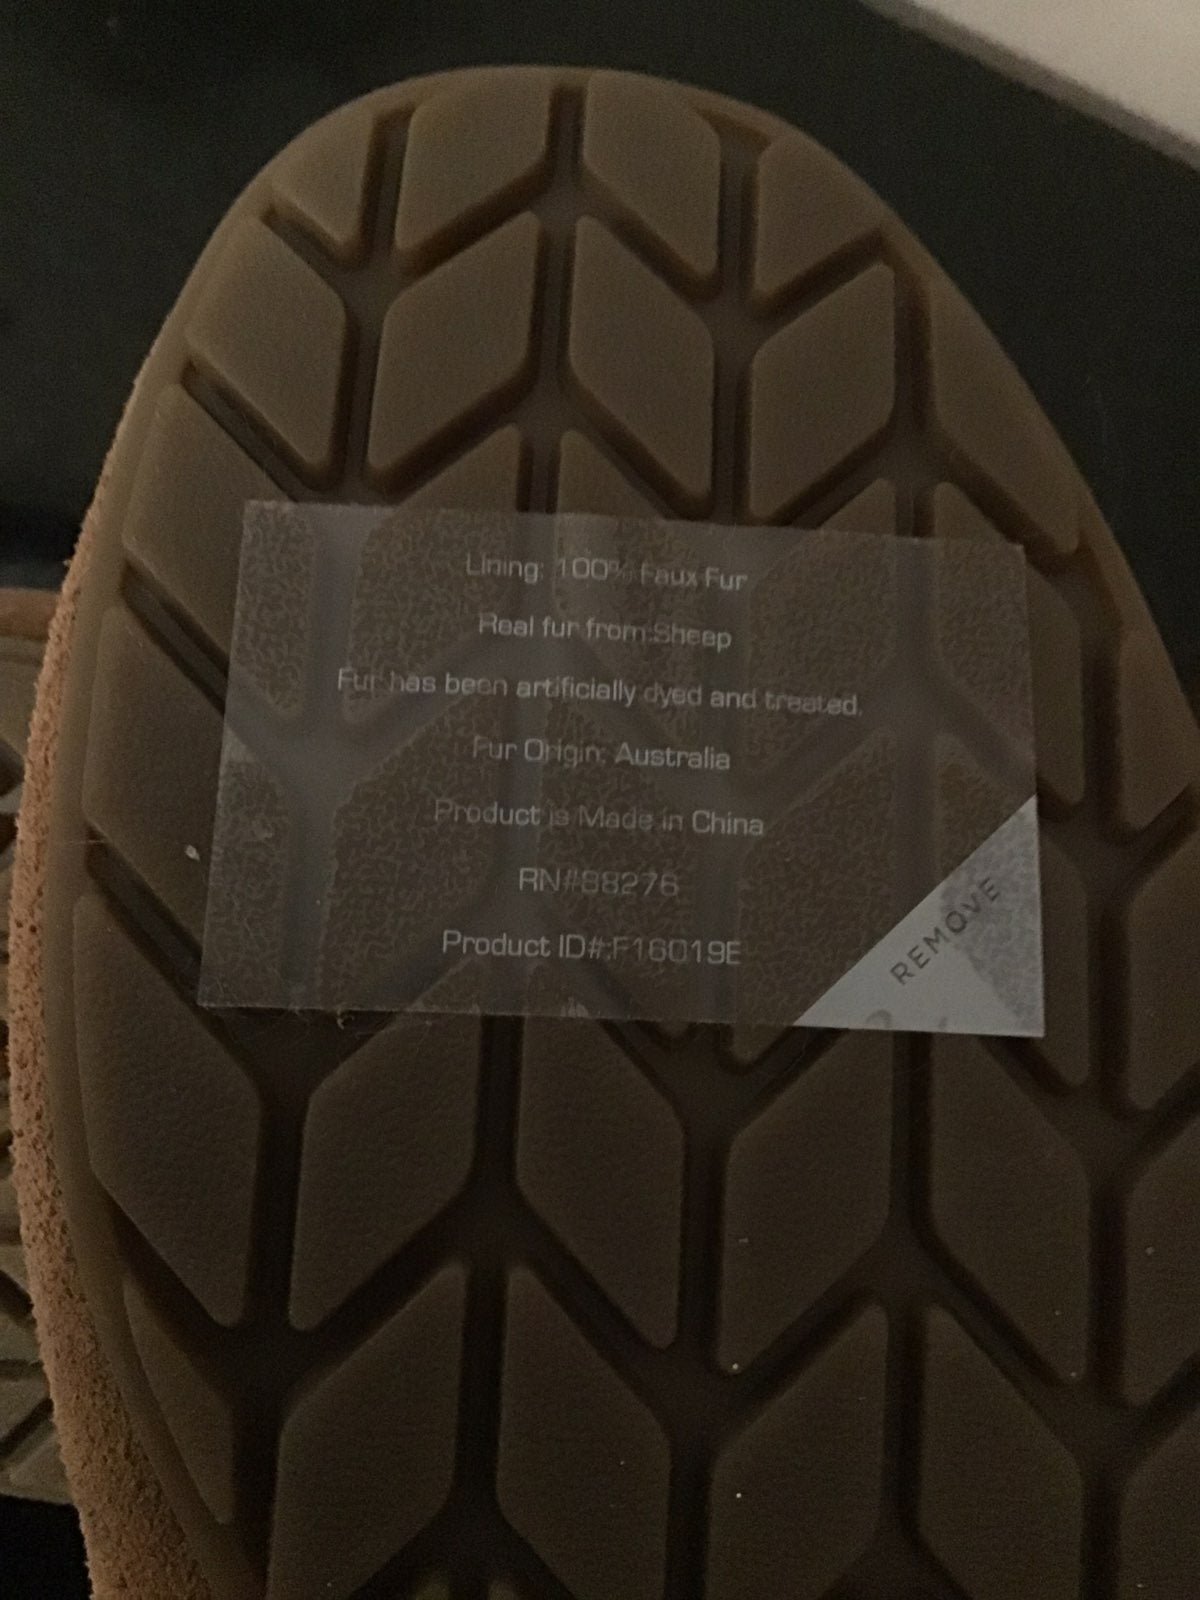 Lining: 100% Faux Fur
Real fur from:Sheep
Fur has been artificially dyed and treated.
Fur Origin: Australia
Product is Made in China
RN#88276
Product ID#:F16019E
REMOVE